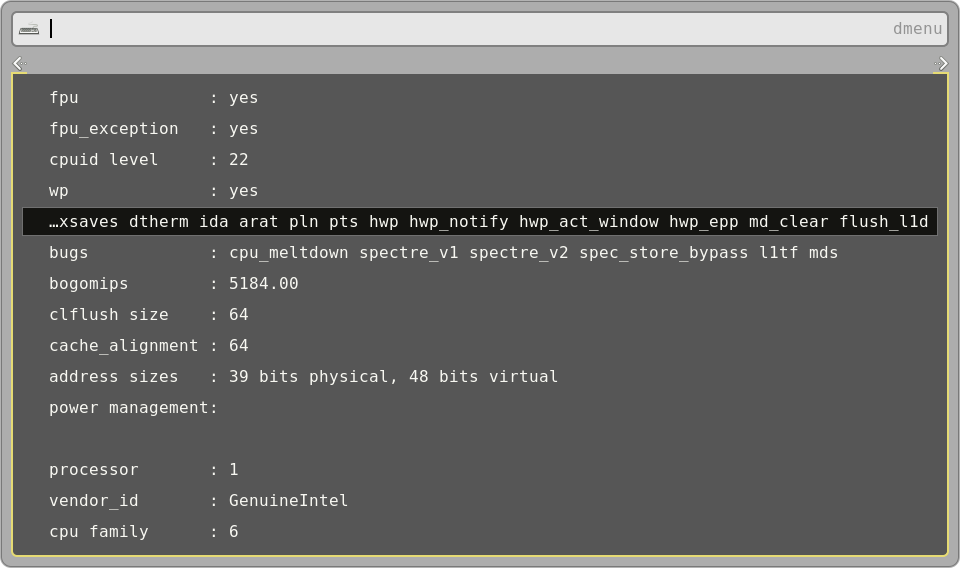 dmenu
fpu : yes
fpu_exception : yes
cpuid level : 22
wp : yes
…xsaves dtherm ida arat pln pts hwp hwp_notify hwp_act_window hwp_epp md_clear flush_l1d
bugs : cpu_meltdown spectre_v1 spectre_v2 spec_store_bypass l1tf mds
bogomips : 5184.00
clflush size : 64
cache_alignment : 64
address sizes : 39 bits physical, 48 bits virtual
power management:
processor : 1
vendor_id : GenuineIntel
cpu family : 6